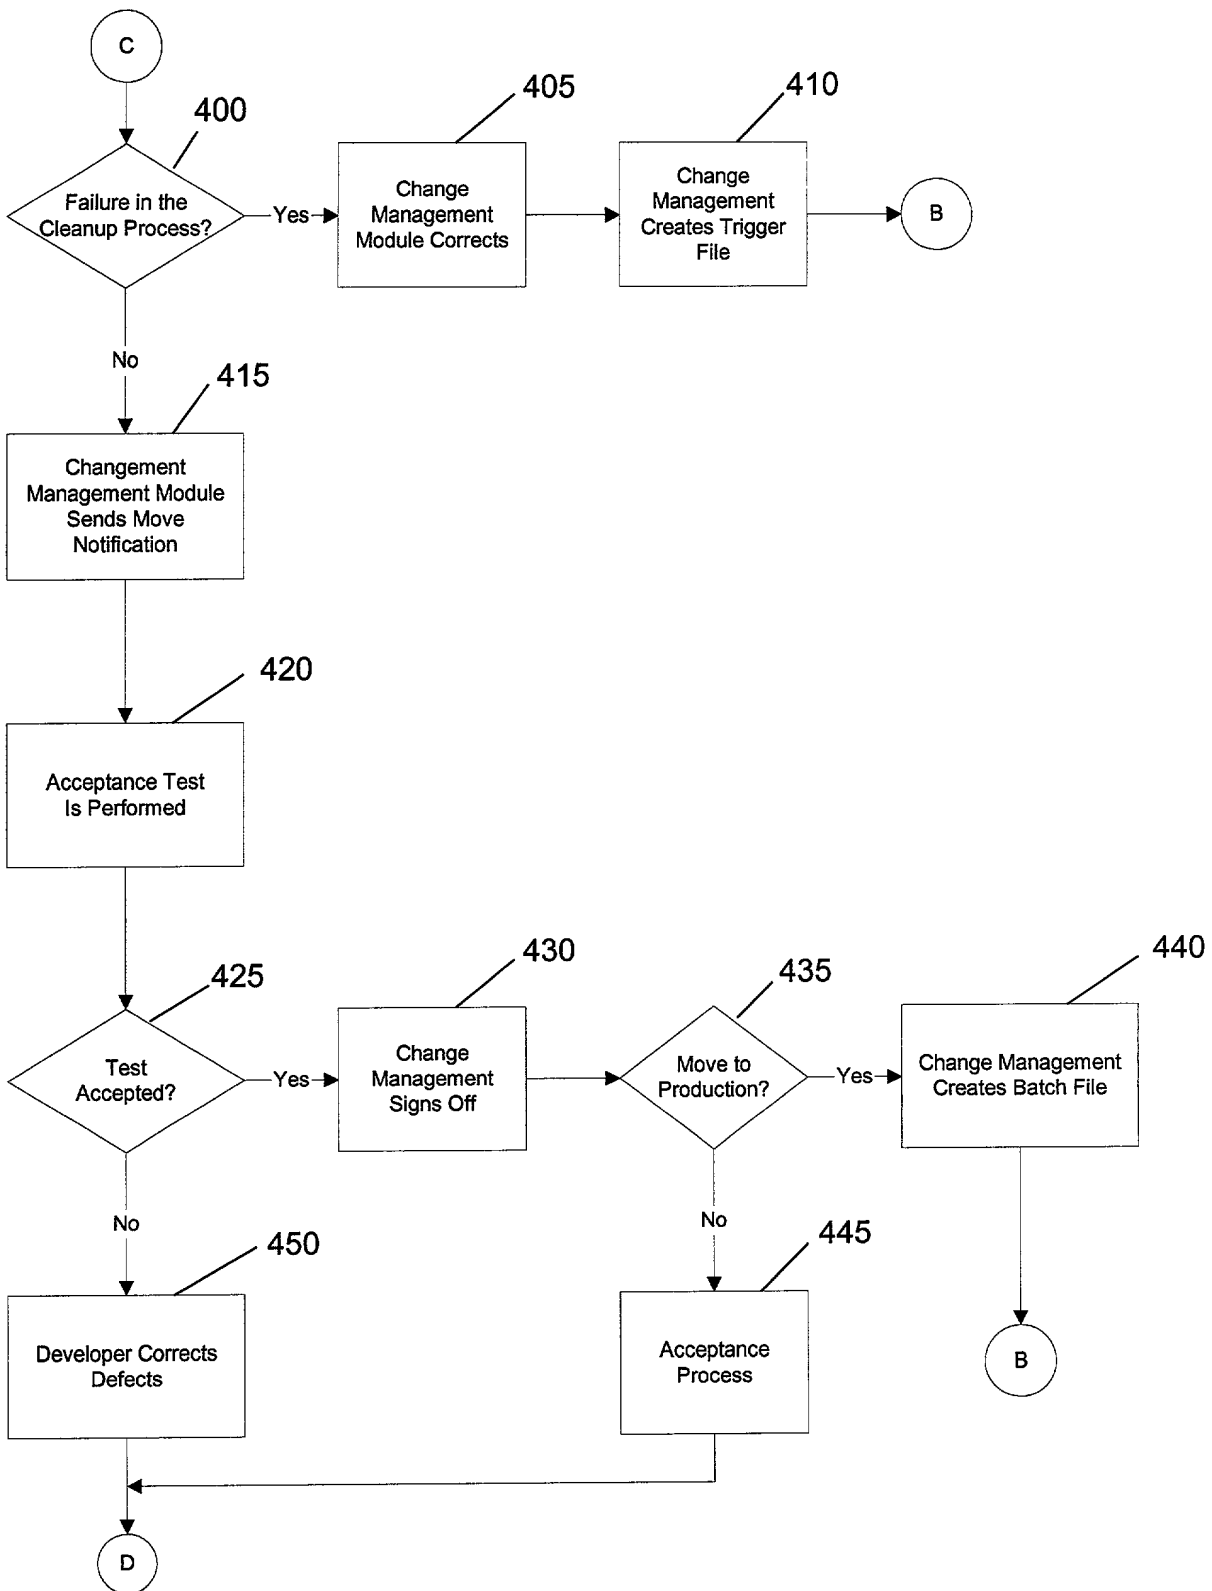 C
400
Failure in the
Cleanup Process?
Yes
405
Change
Management
Module Corrects
410
Change
Management
Creates Trigger
File
B
No
415
Changement
Management Module
Sends Move
Notification
420
Acceptance Test
Is Performed
425
Test
Accepted?
Yes
430
Change
Management
Signs Off
435
Move to
Production?
Yes
440
Change Management
Creates Batch File
B
No
445
Acceptance
Process
No
450
Developer Corrects
Defects
D